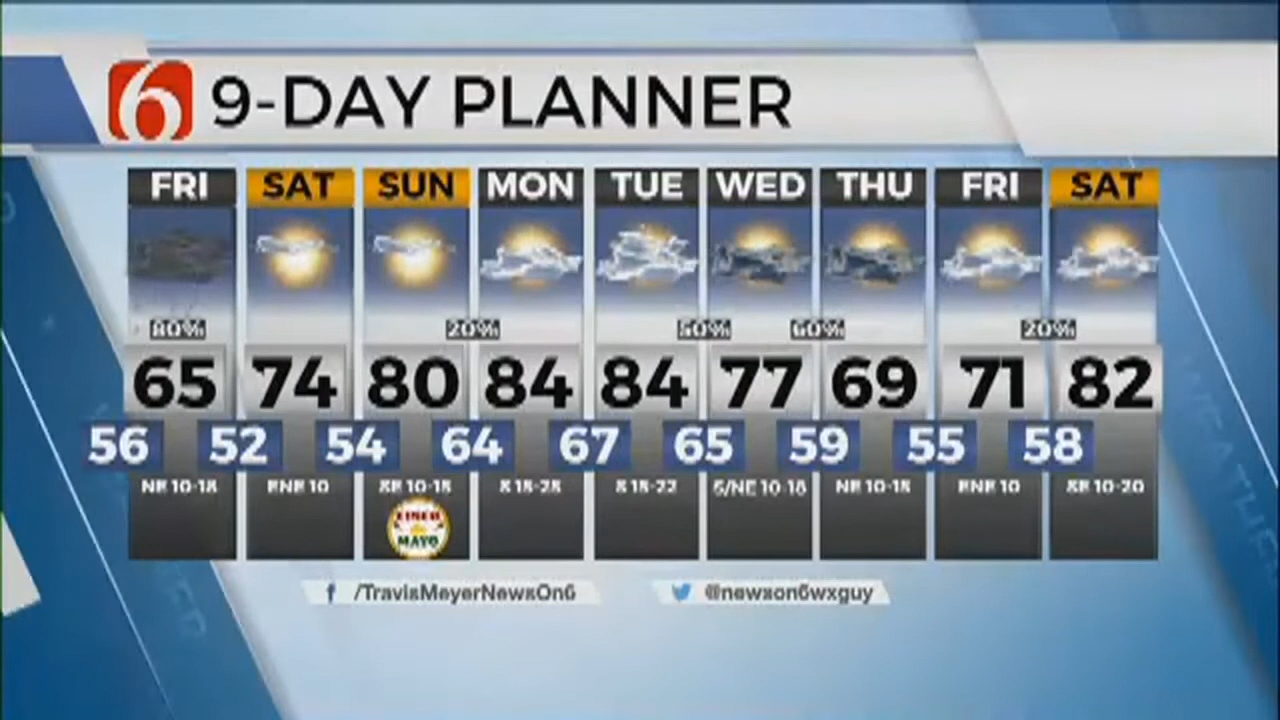 6 9-DAY PLANNER
FRI SAT SUN MON TUE WED THU FRI SAT
80% 20% 50% 60% 20%
65 74 80 84 84 77 69 71 82
56 52 54 64 67 65 59 55 58
NE 10-18 ENE 10 SE 10-15 S 15-25 S 15-22 S/NE 10-18 NE 10-15 ENE 10 SE 10-20
CINCO
MAYO
/TravisMeyerNewsOn6 @newson6wxguy